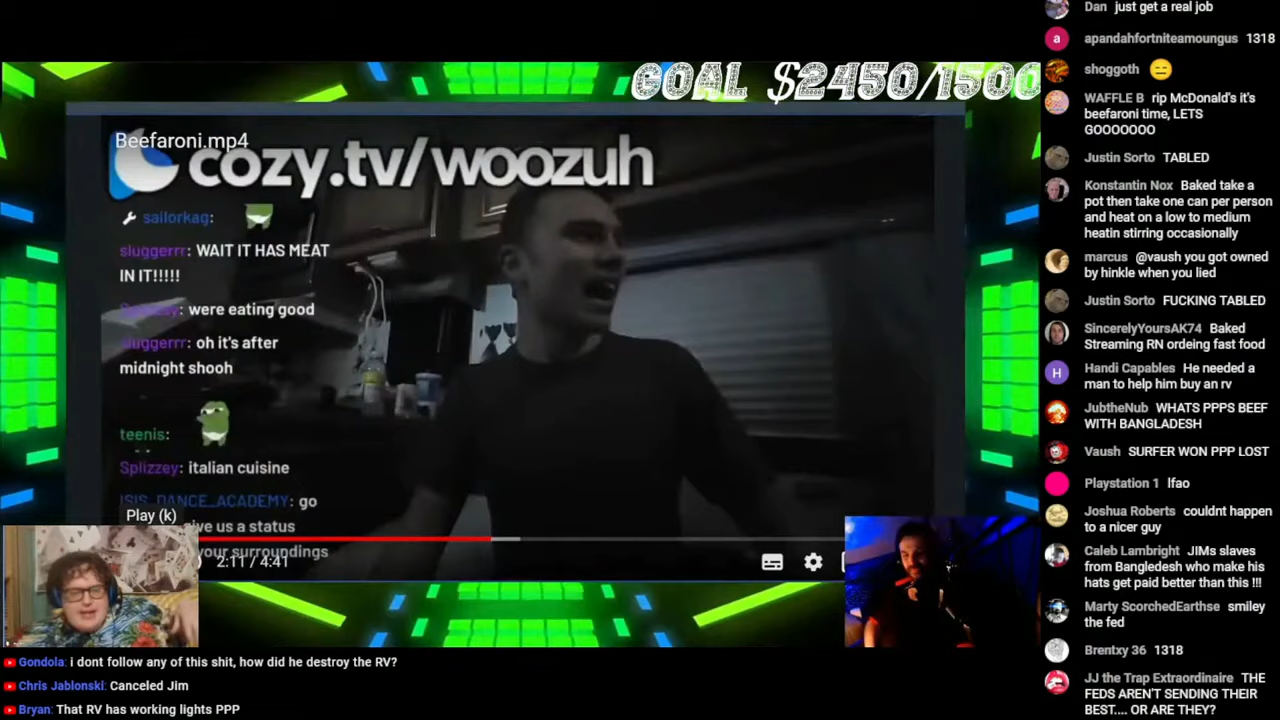 GOAL $2450/1500
Beefaroni.mp4
cozy.tv/woozuh
sailorkag:
sluggerrr: WAIT IT HAS MEAT
IN IT!!!!!
Splizzey: were eating good
sluggerrr: oh it's after
midnight shooh
teenis:
Splizzey: italian cuisine
ISIS_DANCE_ACADEMY: go
Play (k)
ive us a status
your surroundings
2:11 / 4:41
Gondola: i dont follow any of this shit, how did he destroy the RV?
Chris Jablonski: Canceled Jim
Bryan: That RV has working lights PPP
Dan just get a real job
a
apandahfortniteamoungus 1318
shoggoth
WAFFLE B rip McDonald's it's
beefaroni time, LETS
GOOOOOOO
Justin Sorto TABLED
Konstantin Nox Baked take a
pot then take one can per person
and heat on a low to medium
heatin stirring occasionally
marcus @vaush you got owned
by hinkle when you lied
Justin Sorto FUCKING TABLED
SincerelyYoursAK74 Baked
Streaming RN ordeing fast food
H
Handi Capables He needed a
man to help him buy an rv
JubtheNub WHATS PPPS BEEF
WITH BANGLADESH
Vaush SURFER WON PPP LOST
Playstation 1 lfao
Joshua Roberts couldnt happen
to a nicer guy
Caleb Lambright JIMs slaves
from Bangledesh who make his
hats get paid better than this !!!
Marty ScorchedEarthse smiley
the fed
Brentxy 36 1318
JJ the Trap Extraordinaire THE
FEDS AREN'T SENDING THEIR
BEST.... OR ARE THEY?